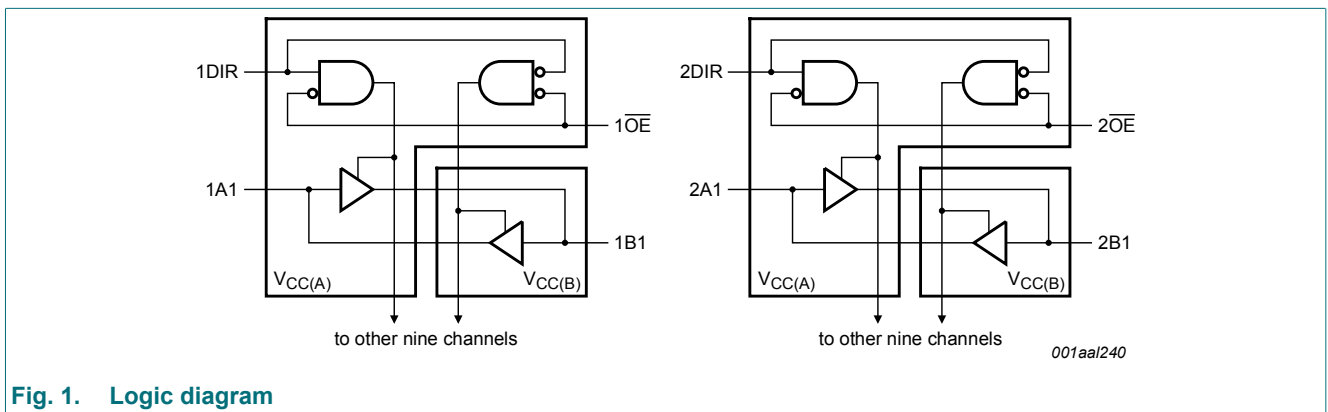 1DIR
1OE
1A1
1B1
VCC(A)
VCC(B)
to other nine channels
2DIR
2OE
2A1
2B1
VCC(A)
VCC(B)
to other nine channels
001aal240
Fig. 1. Logic diagram